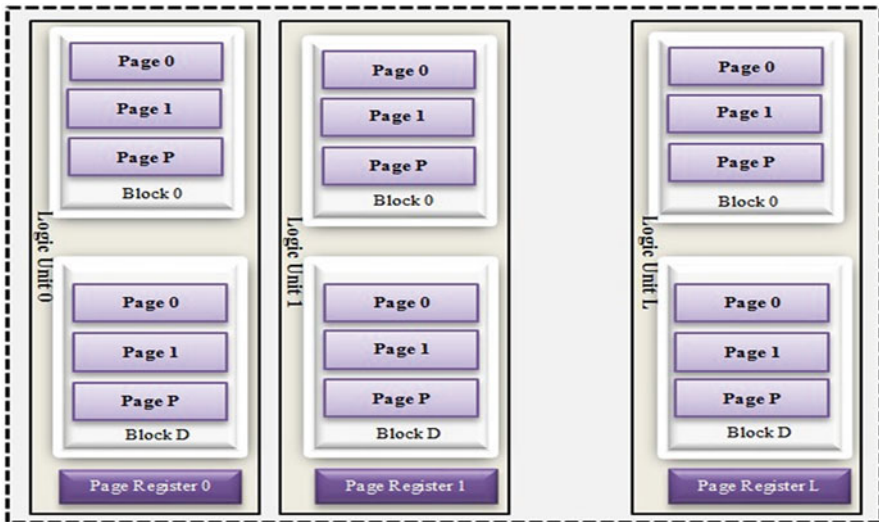 Logic Unit 0
Page 0
Page 1
Page P
Block 0
Page 0
Page 1
Page P
Block D
Page Register 0
Logic Unit 1
Page 0
Page 1
Page P
Block 0
Page 0
Page 1
Page P
Block D
Page Register 1
Logic Unit L
Page 0
Page 1
Page P
Block 0
Page 0
Page 1
Page P
Block D
Page Register L